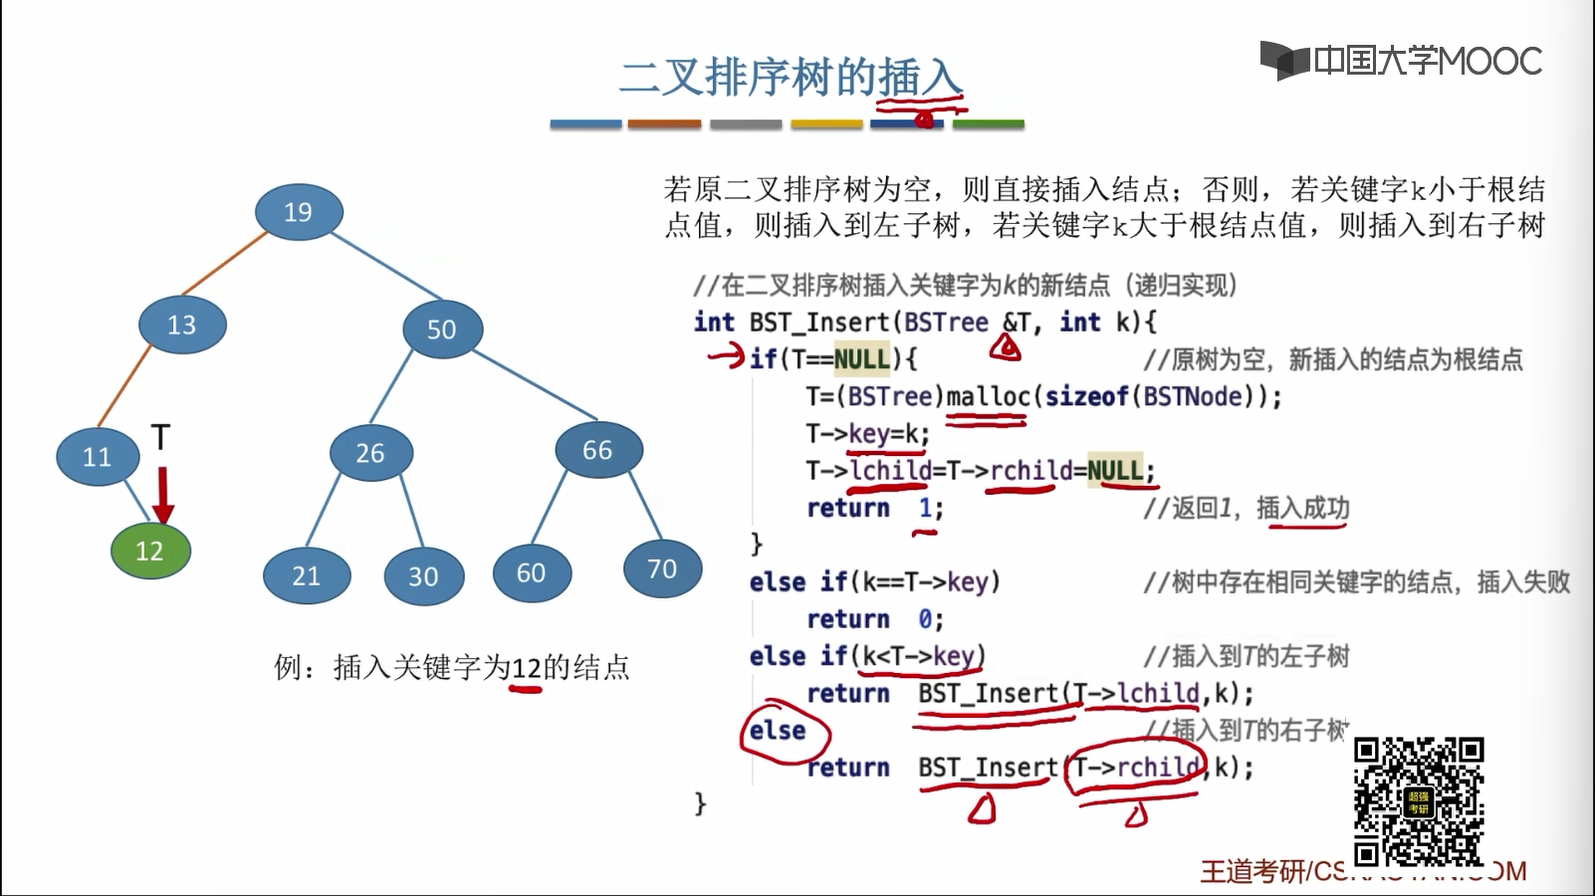 中国大学MOOC
二叉排序树的插入
若原二叉排序树为空，则直接插入结点；否则，若关键字k小于根结
点值，则插入到左子树，若关键字k大于根结点值，则插入到右子树
19
13
50
11
T
26
66
12
21
30
60
70
例：插入关键字为12的结点
//在二叉排序树插入关键字为k的新结点（递归实现）
int BST_Insert(BSTree &T, int k){
if(T==NULL){ //原树为空，新插入的结点为根结点
T=(BSTree)malloc(sizeof(BSTNode));
T->key=k;
T->lchild=T->rchild=NULL;
return 1; //返回1，插入成功
}
else if(k==T->key) //树中存在相同关键字的结点，插入失败
return 0;
else if(k<T->key) //插入到T的左子树
return BST_Insert(T->lchild,k);
else //插入到T的右子树
return BST_Insert(T->rchild,k);
}
超强
考研
王道考研/CSKAOYAN.COM